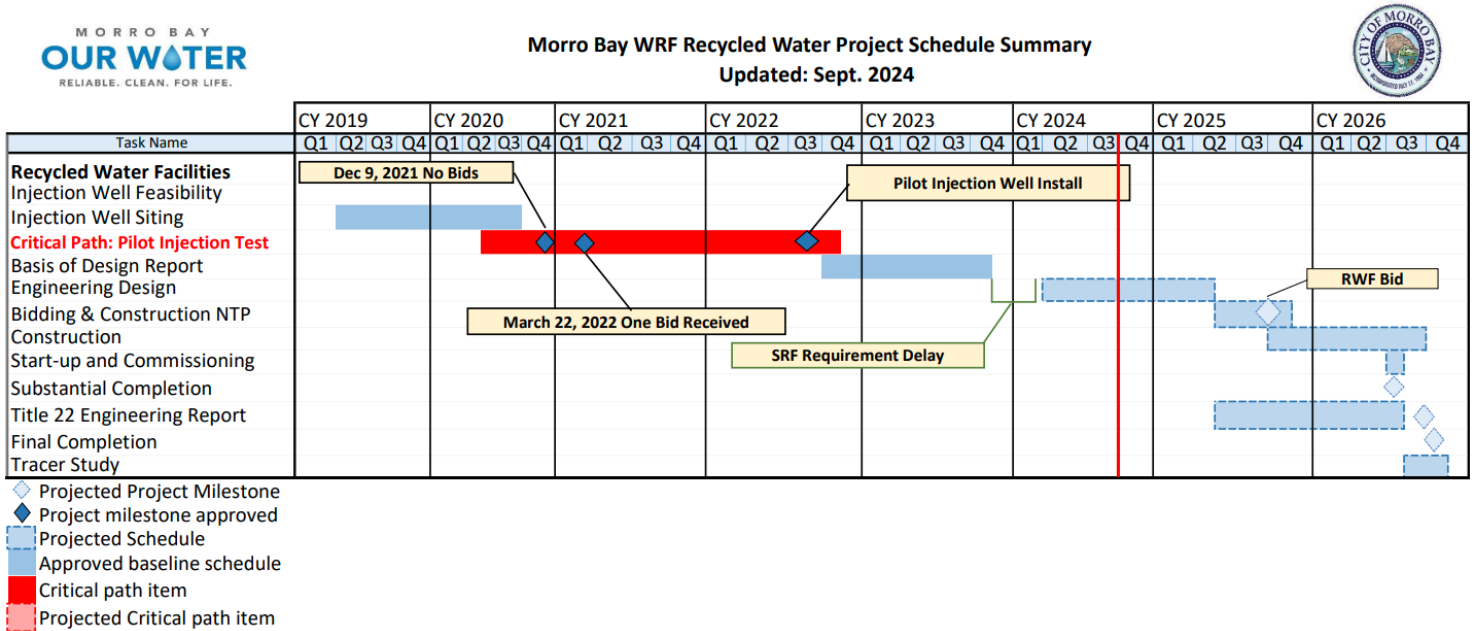 MORRO BAY
OUR WATER
RELIABLE. CLEAN. FOR LIFE.
Morro Bay WRF Recycled Water Project Schedule Summary
Updated: Sept. 2024
CITY OF MORRO BAY
CY 2019 CY 2020 CY 2021 CY 2022 CY 2023 CY 2024 CY 2025 CY 2026
Task Name Q1 Q2 Q3 Q4 Q1 Q2 Q3 Q4 Q1 Q2 Q3 Q4 Q1 Q2 Q3 Q4 Q1 Q2 Q3 Q4 Q1 Q2 Q3 Q4 Q1 Q2 Q3 Q4 Q1 Q2 Q3 Q4
Recycled Water Facilities
Dec 9, 2021 No Bids
Pilot Injection Well Install
Injection Well Feasibility
Injection Well Siting
Critical Path: Pilot Injection Test
Basis of Design Report
Engineering Design
RWF Bid
Bidding & Construction NTP
March 22, 2022 One Bid Received
Construction
SRF Requirement Delay
Start-up and Commissioning
Substantial Completion
Title 22 Engineering Report
Final Completion
Tracer Study
Projected Project Milestone
Project milestone approved
Projected Schedule
Approved baseline schedule
Critical path item
Projected Critical path item